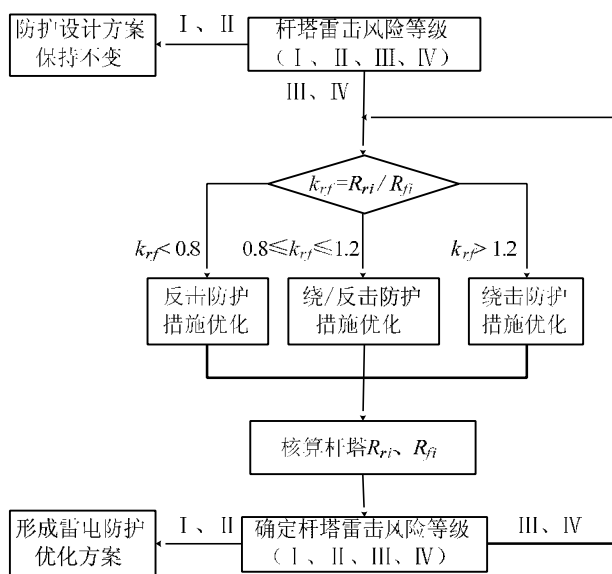 防护设计方案
保持不变
Ⅰ、Ⅱ
杆塔雷击风险等级
（Ⅰ、Ⅱ、Ⅲ、Ⅳ）
Ⅲ、Ⅳ
k_rf=R_ri/R_fi
k_rf<0.8
0.8≤k_rf≤1.2
k_rf>1.2
反击防护
措施优化
绕/反击防护
措施优化
绕击防护
措施优化
核算杆塔R_ri、R_fi
形成雷电防护
优化方案
Ⅰ、Ⅱ
确定杆塔雷击风险等级
（Ⅰ、Ⅱ、Ⅲ、Ⅳ）
Ⅲ、Ⅳ